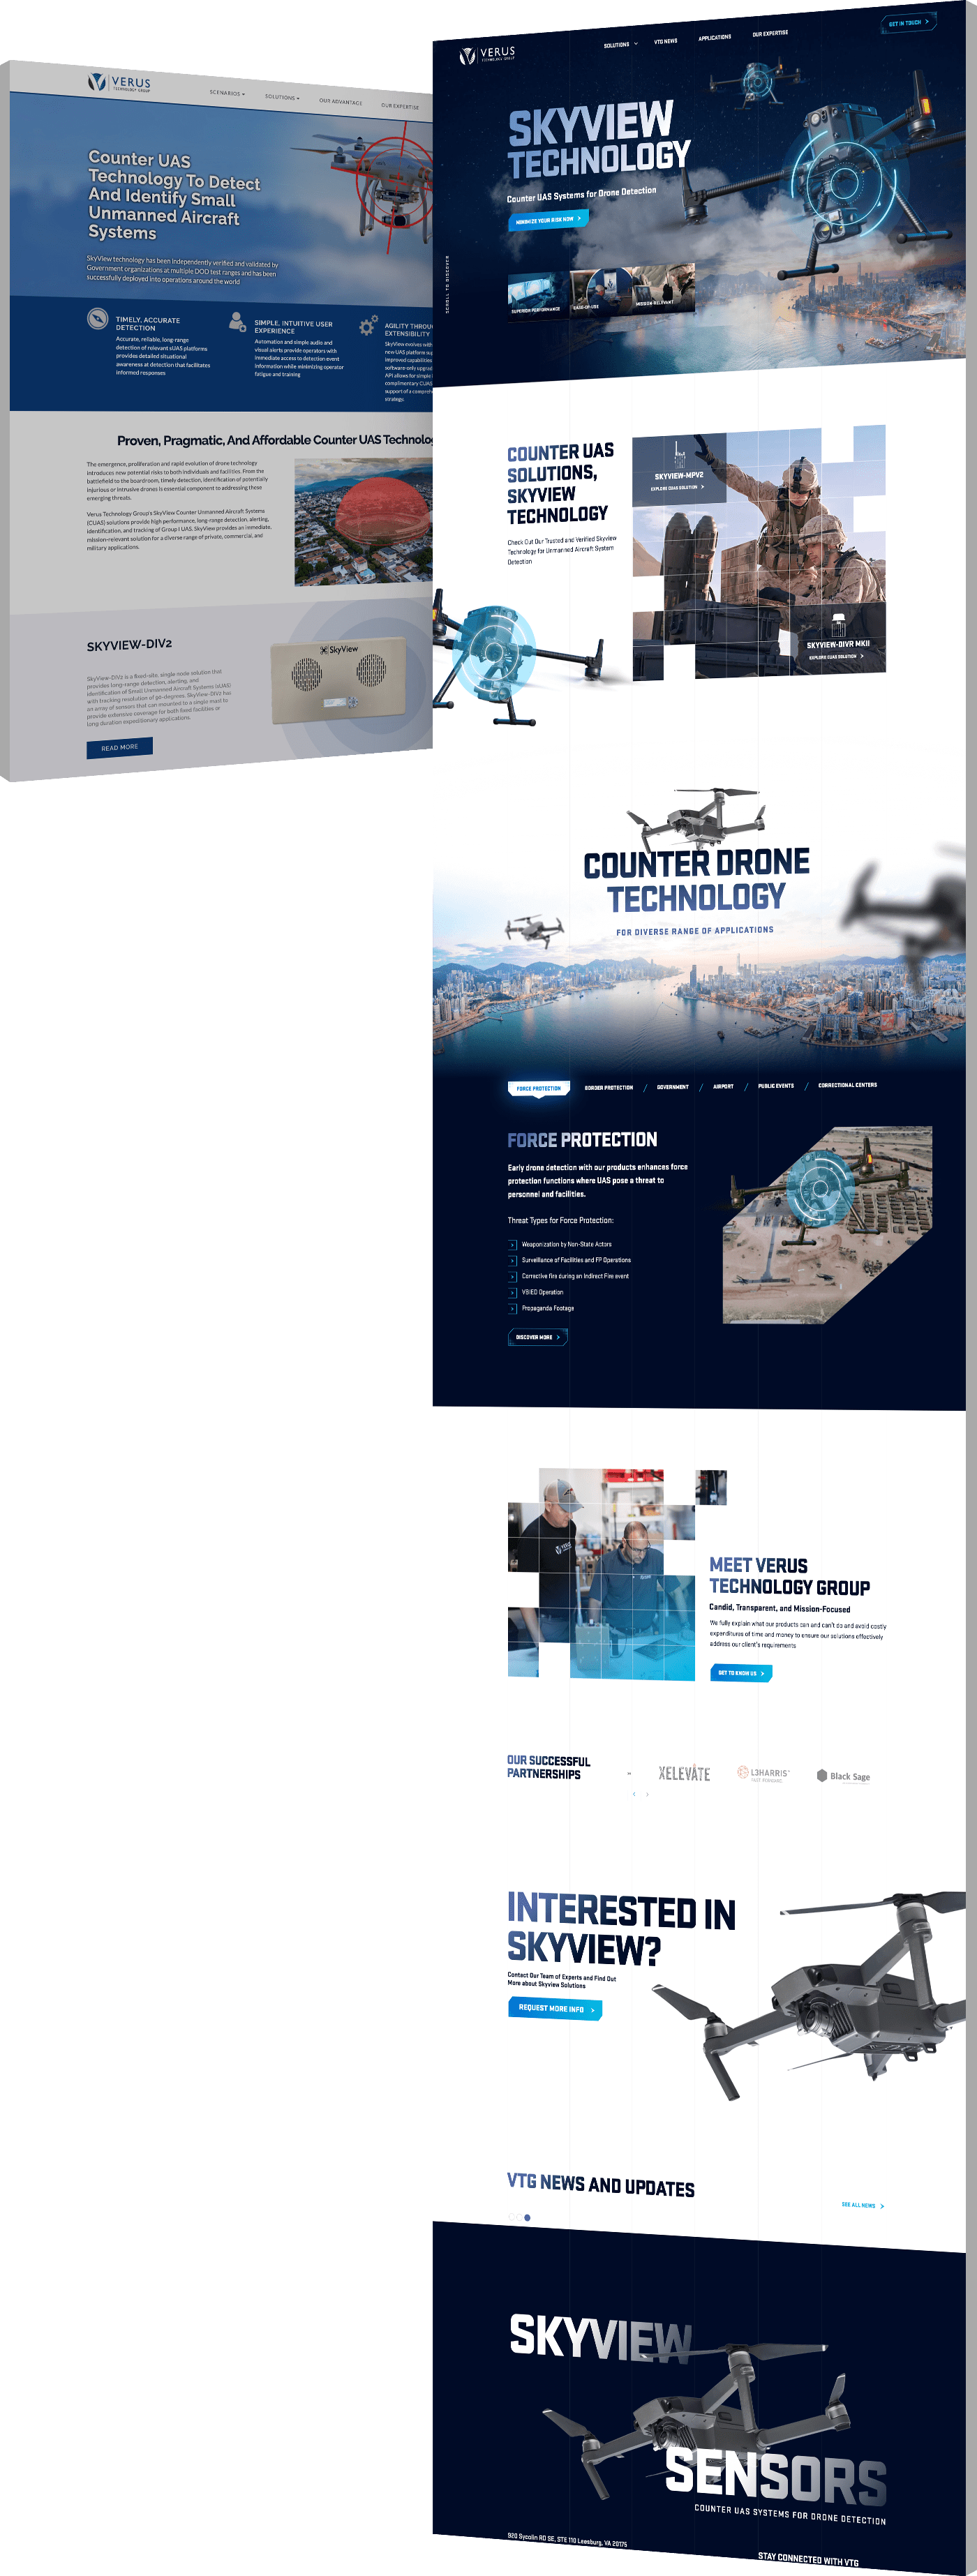 VERUS
TECHNOLOGY GROUP
SCENARIOS
SOLUTIONS
OUR ADVANTAGE
OUR EXPERTISE
Counter UAS
Technology To Detect
And Identify Small
Unmanned Aircraft
Systems
SkyView technology has been independently verified and validated by
Government organizations at multiple DOD test ranges and has been
successfully deployed into operations around the world
TIMELY, ACCURATE
DETECTION
Accurate, reliable, long-range
detection of relevant sUAS platforms
provides detailed situational
awareness at detection that facilitates
informed responses
SIMPLE, INTUITIVE USER
EXPERIENCE
Automation and simple audio and
visual alerts provide operators with
immediate access to detection event
information while minimizing operator
fatigue and training
AGILITY THROU
EXTENSIBILITY
SkyView evolves with
new UAS platform sup
improved capabilities
software-only upgrad
API allows for simple i
complimentary CUAS
support of a compreh
strategy.
Proven, Pragmatic, And Affordable Counter UAS Technolo
The emergence, proliferation and rapid evolution of drone technology
introduces new potential risks to both individuals and facilities. From the
battlefield to the boardroom, timely detection, identification of potentially
injurious or intrusive drones is essential component to addressing these
emerging threats.
Verus Technology Group's SkyView Counter Unmanned Aircraft Systems
(CUAS) solutions provide high performance, long-range detection, alerting,
identification, and tracking of Group I UAS. SkyView provides an immediate,
mission-relevant solution for a diverse range of private, commercial, and
military applications.
SKYVIEW-DIV2
SkyView-DIV2 is a fixed-site, single node solution that
provides long-range detection, alerting, and
identification of Small Unmanned Aircraft Systems (sUAS)
with tracking resolution of 90-degrees. SkyView-DIV2 has
an array of sensors that can mounted to a single mast to
provide extensive coverage for both fixed facilities or
long duration expeditionary applications.
READ MORE
SkyView
VERUS
TECHNOLOGY GROUP
SOLUTIONS
VTG NEWS
APPLICATIONS
OUR EXPERTISE
GET IN TOUCH
SKYVIEW
TECHNOLOGY
Counter UAS Systems for Drone Detection
MINIMIZE YOUR RISK NOW
SCROLL TO DISCOVER
SUPERIOR PERFORMANCE
EASE-OF-USE
MISSION-RELEVANT
COUNTER UAS
SOLUTIONS,
SKYVIEW
TECHNOLOGY
Check Out Our Trusted and Verified Skyview
Technology for Unmanned Aircraft System
Detection
SKYVIEW-MPV2
EXPLORE CUAS SOLUTION
SKYVIEW-DIVR MKII
EXPLORE CUAS SOLUTION
COUNTER DRONE
TECHNOLOGY
FOR DIVERSE RANGE OF APPLICATIONS
FORCE PROTECTION
BORDER PROTECTION
/
GOVERNMENT
/
AIRPORT
/
PUBLIC EVENTS
/
CORRECTIONAL CENTERS
FORCE PROTECTION
Early drone detection with our products enhances force
protection functions where UAS pose a threat to
personnel and facilities.
Threat Types for Force Protection:
Weaponization by Non-State Actors
Surveillance of Facilities and FP Operations
Corrective fire during an Indirect Fire event
VBIED Operation
Propaganda Footage
DISCOVER MORE
VERUS
MEET VERUS
TECHNOLOGY GROUP
Candid, Transparent, and Mission-Focused
We fully explain what our products can and can't do and avoid costly
expenditures of time and money to ensure our solutions effectively
address our client's requirements
GET TO KNOW US
OUR SUCCESSFUL
PARTNERSHIPS
XELEVATE
L3HARRIS™
FAST FORWARD
Black Sage
INTERESTED IN
SKYVIEW?
Contact Our Team of Experts and Find Out
More about Skyview Solutions
REQUEST MORE INFO
VTG NEWS AND UPDATES
SEE ALL NEWS
SKYVIEW
SENSORS
COUNTER UAS SYSTEMS FOR DRONE DETECTION
920 Sycolin RD SE, STE 110 Leesburg, VA 20175
STAY CONNECTED WITH VTG